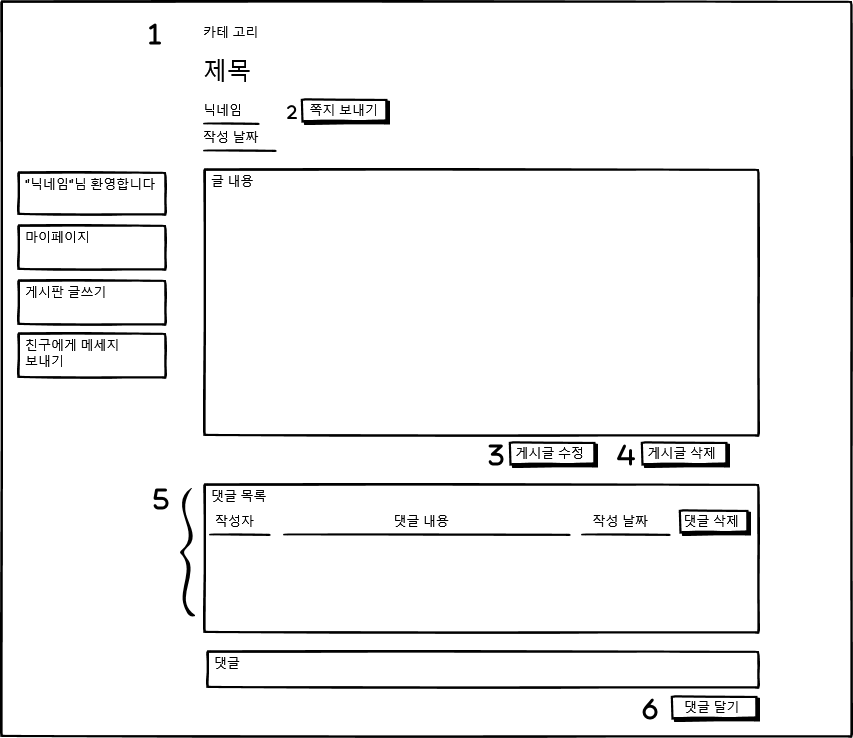 1 카테 고리
제목
닉네임 2 쪽지 보내기
작성 날짜
"닉네임"님 환영합니다
마이페이지
게시판 글쓰기
친구에게 메세지
보내기
글 내용
3 게시글 수정 4 게시글 삭제
5 댓글 목록
작성자 댓글 내용 작성 날짜 댓글 삭제
댓글
6 댓글 달기